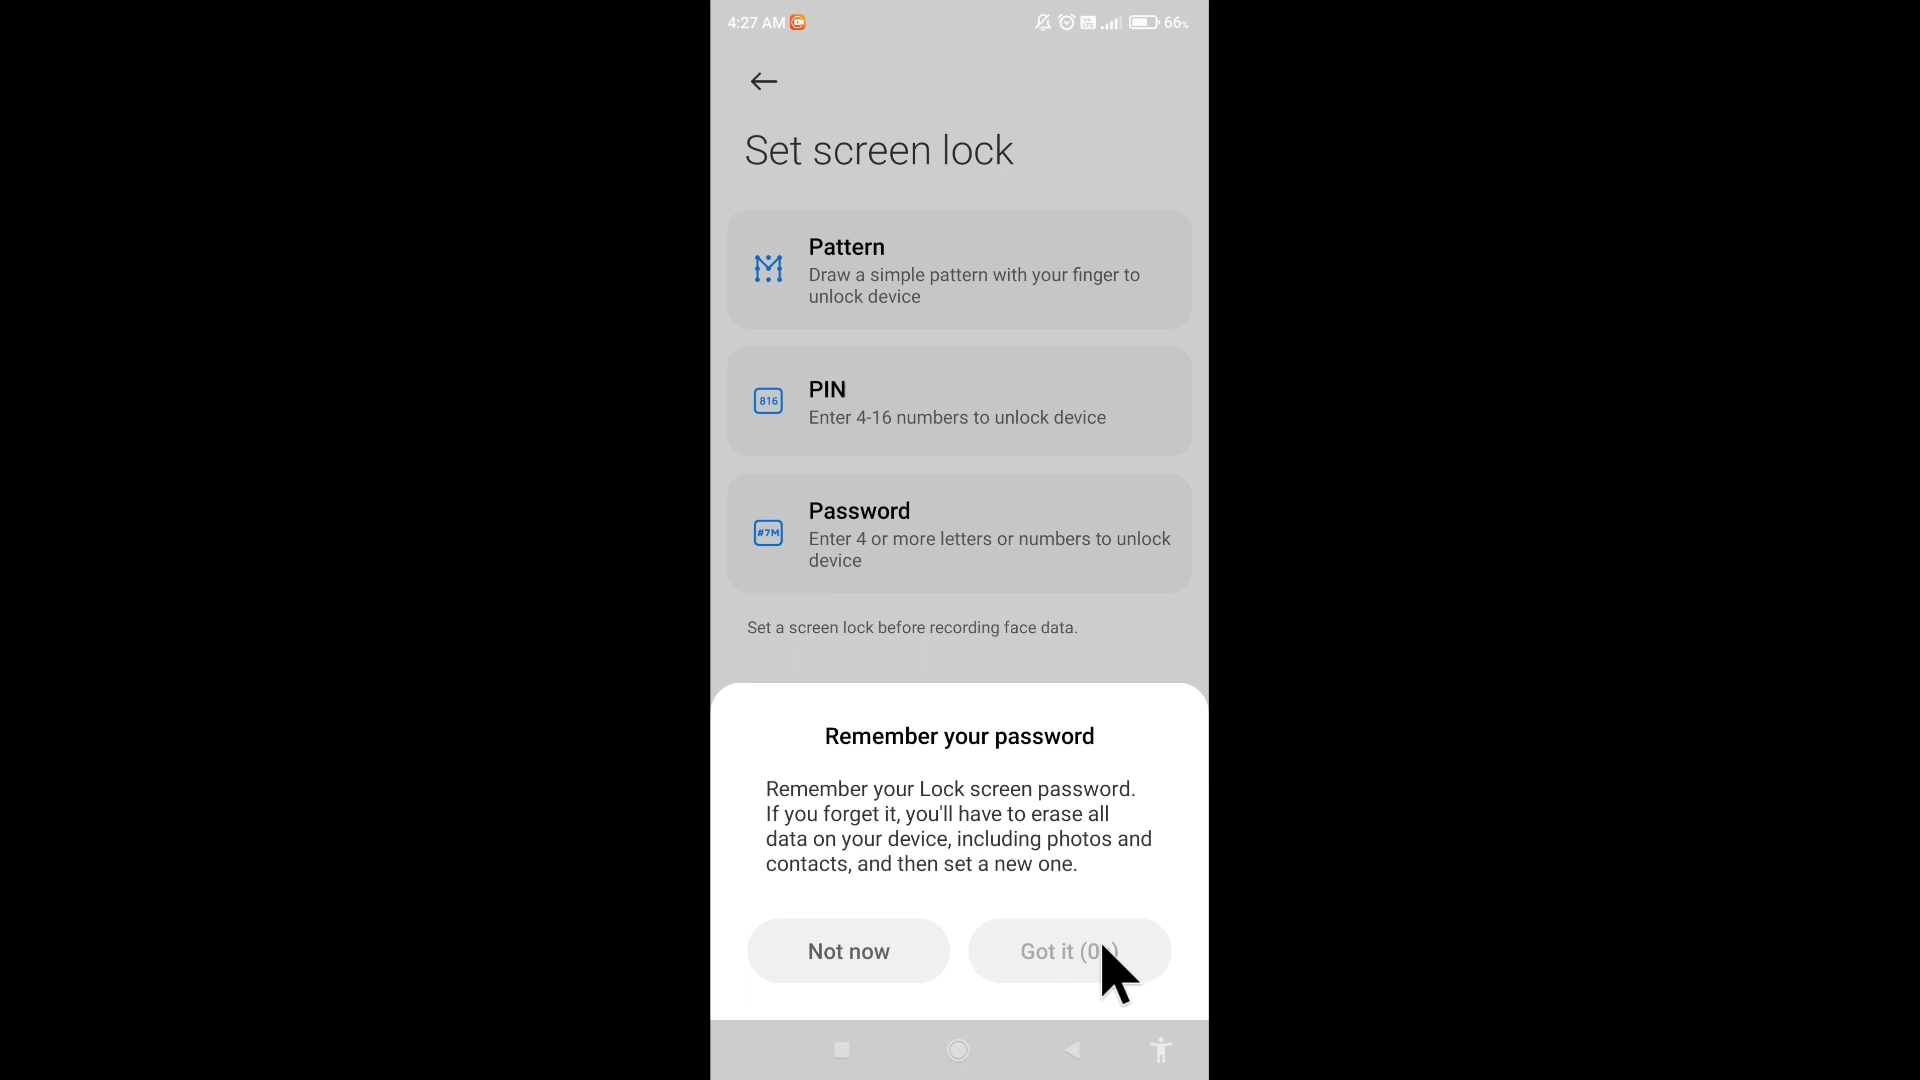 4:27 AM
66%
Set screen lock
Pattern
Draw a simple pattern with your finger to
unlock device
816
PIN
Enter 4-16 numbers to unlock device
#7M
Password
Enter 4 or more letters or numbers to unlock
device
Set a screen lock before recording face data.
Remember your password
Remember your Lock screen password.
If you forget it, you'll have to erase all
data on your device, including photos and
contacts, and then set a new one.
Not now
Got it